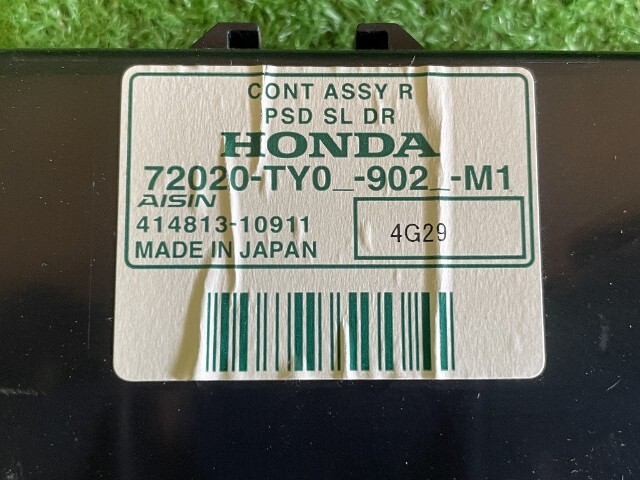 CONT ASSY R
PSD SL DR
HONDA
72020-TY0_-902_-M1
AISIN
414813-10911
4G29
MADE IN JAPAN